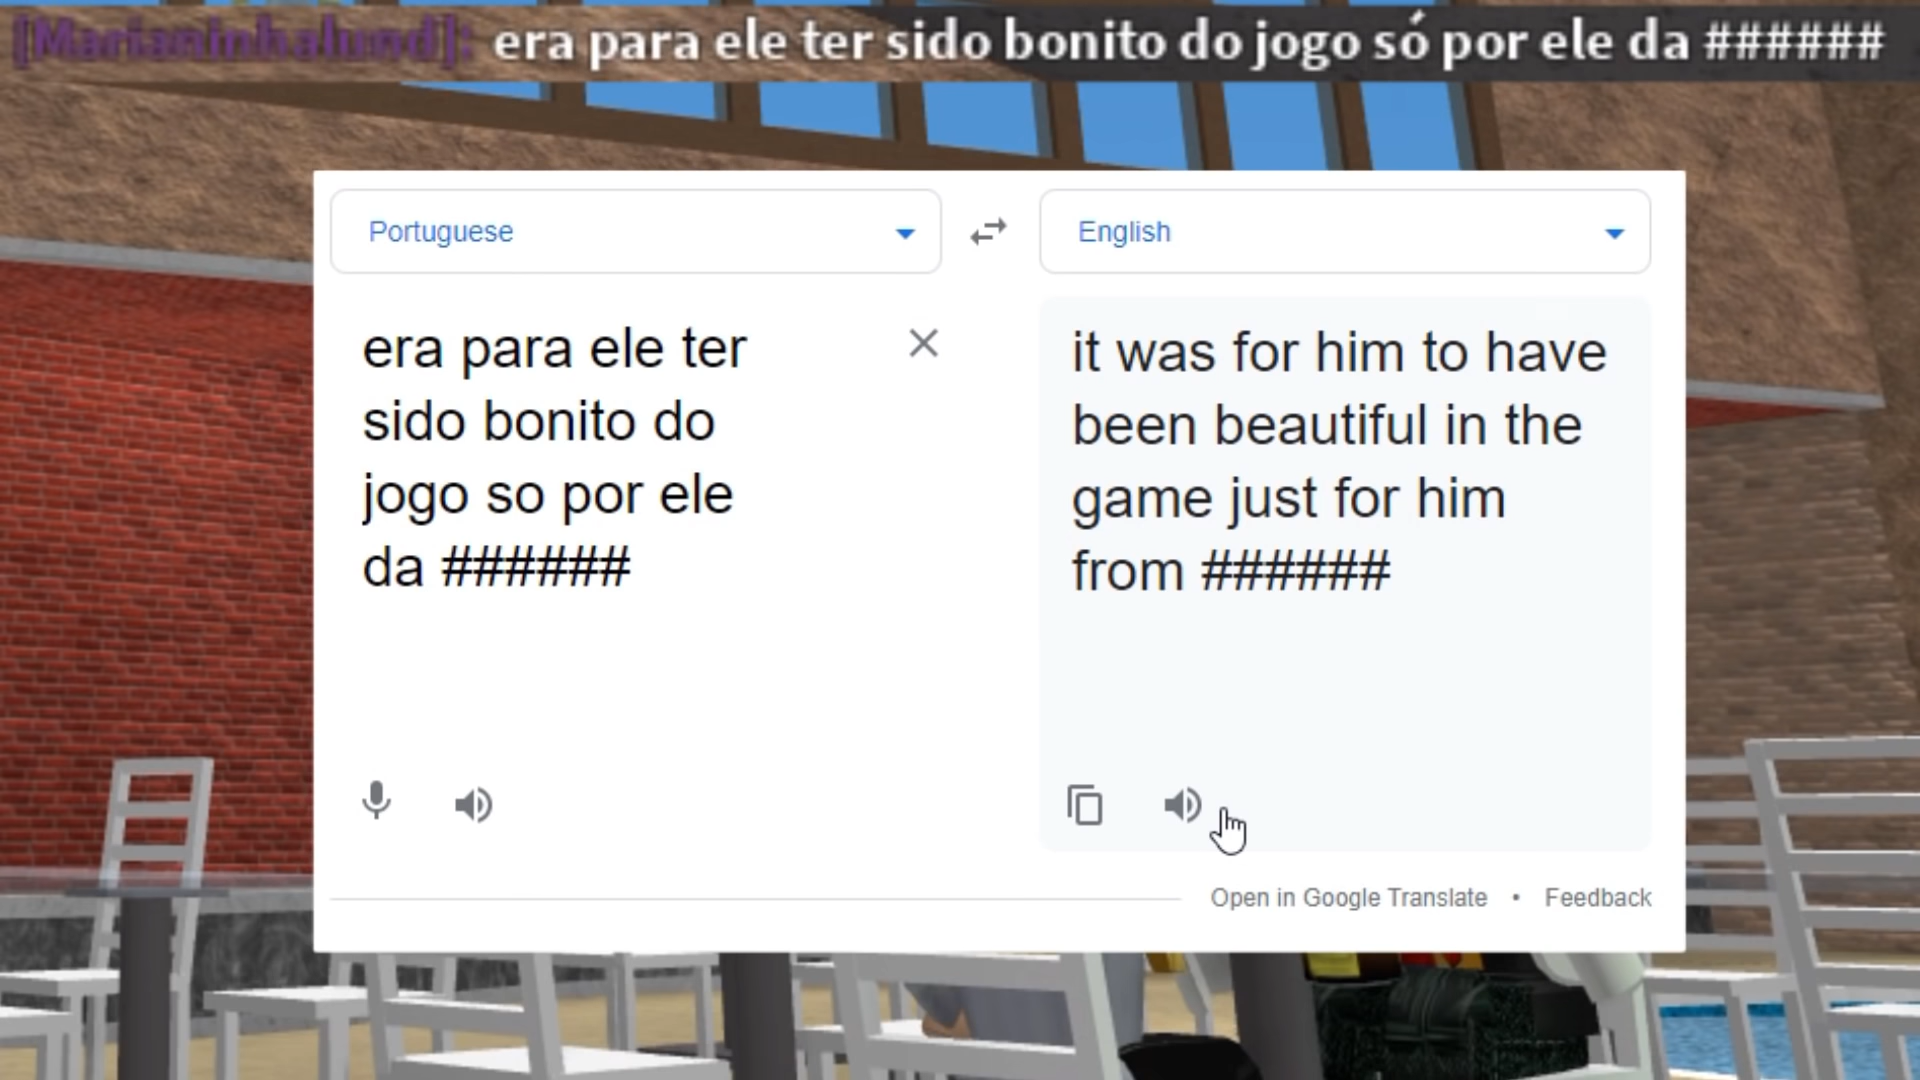 [Marianinhalund]: era para ele ter sido bonito do jogo só por ele da ######
Portuguese
English
era para ele ter
sido bonito do
jogo so por ele
da ######
it was for him to have
been beautiful in the
game just for him
from ######
Open in Google Translate • Feedback